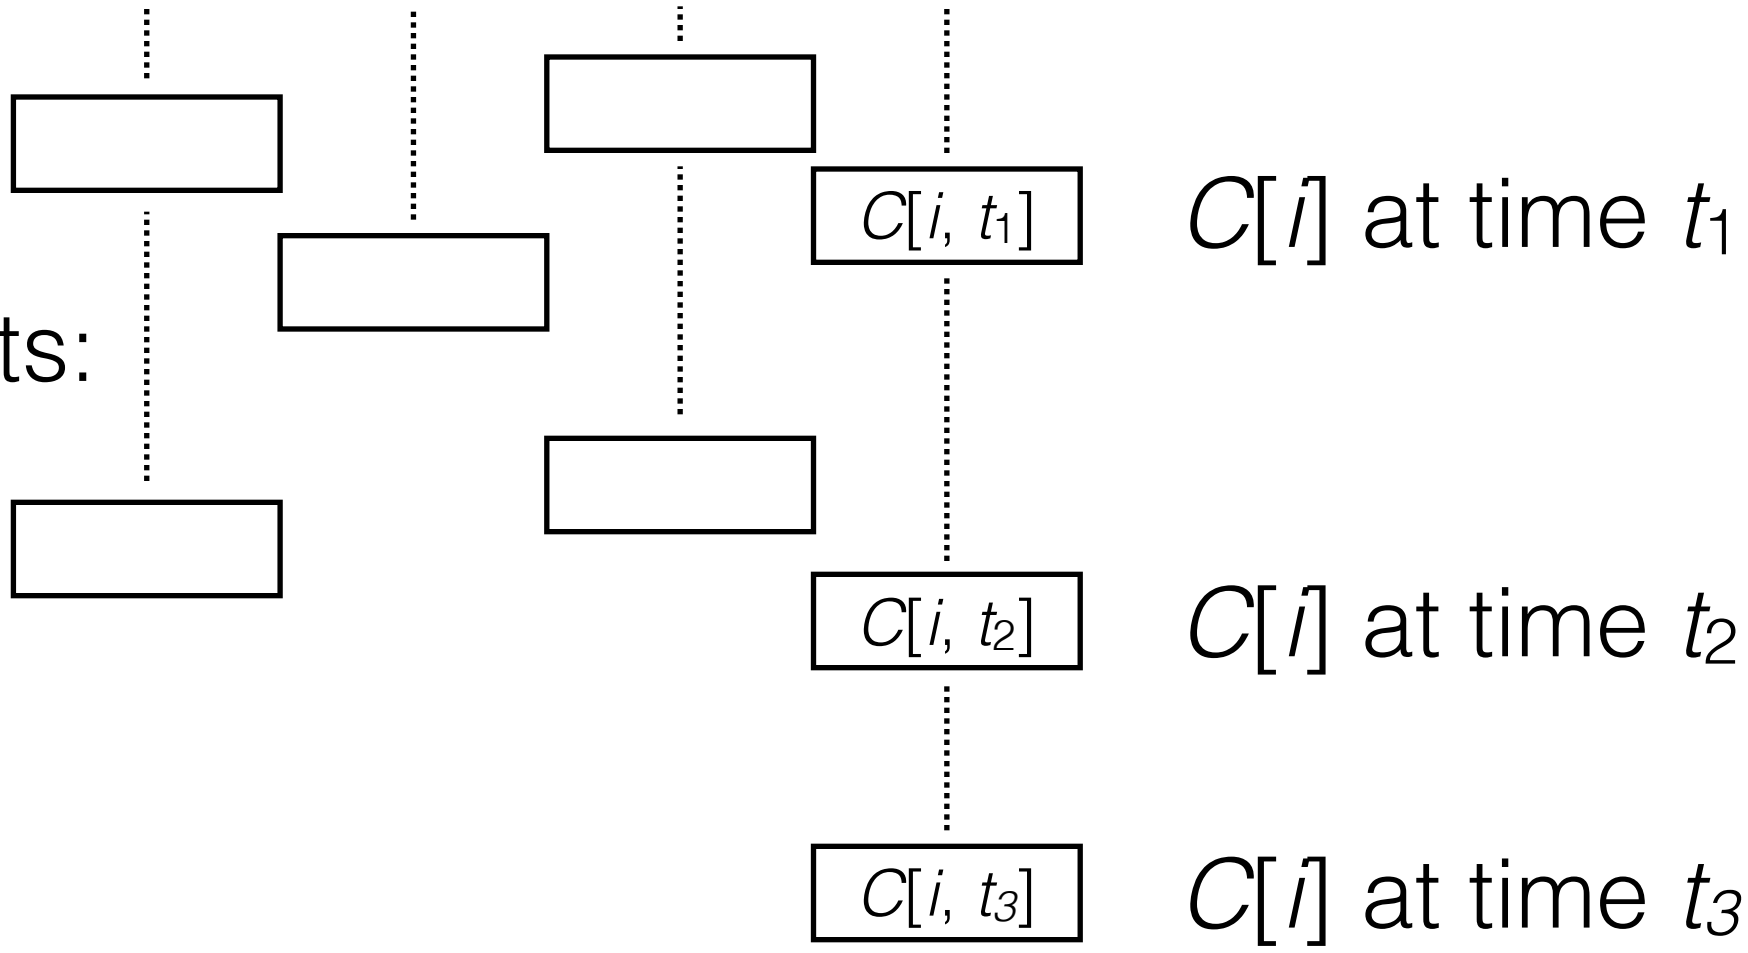 C[i, t₁] C[i] at time t₁
ts:
C[i, t₂] C[i] at time t₂
C[i, t₃] C[i] at time t₃